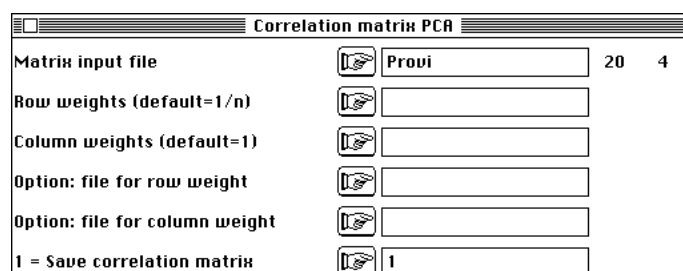 Correlation matrix PCA
Matrix input file Provi 20 4
Row weights (default=1/n)
Column weights (default=1)
Option: file for row weight
Option: file for column weight
1 = Save correlation matrix 1